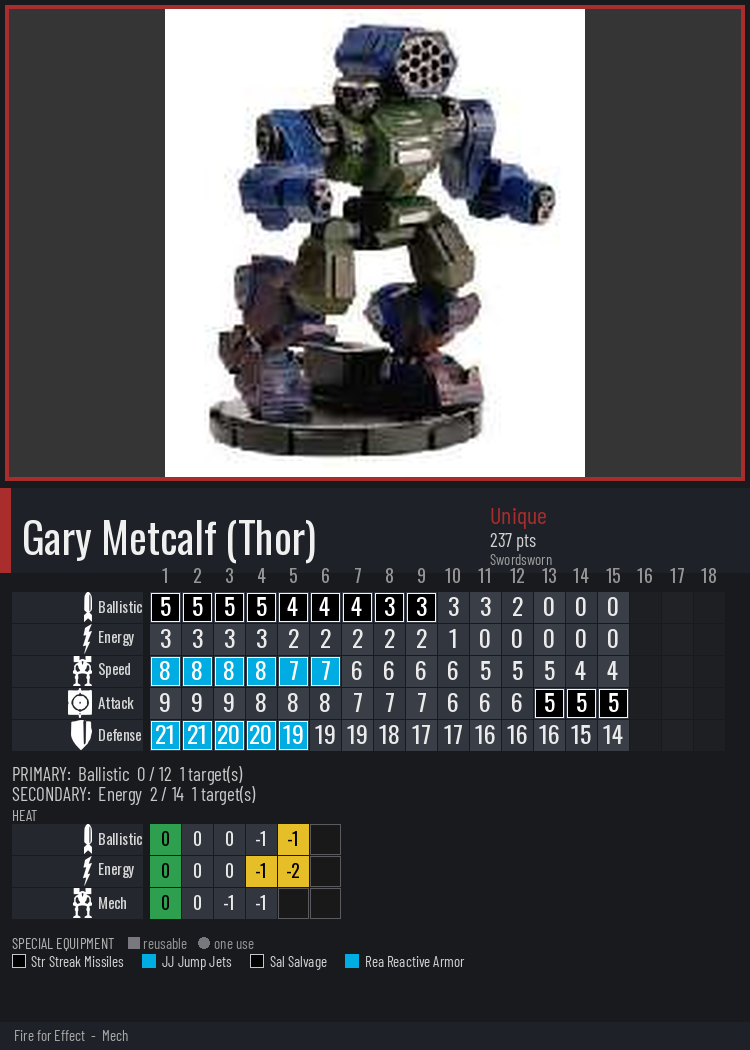 Gary Metcalf (Thor)
Unique
237 pts
Swordsworn
1 2 3 4 5 6 7 8 9 10 11 12 13 14 15 16 17 18
Ballistic 5 5 5 5 4 4 4 3 3 3 3 2 0 0 0
Energy 3 3 3 3 2 2 2 2 2 1 0 0 0 0 0
Speed 8 8 8 8 7 7 6 6 6 6 5 5 5 4 4
Attack 9 9 9 8 8 8 7 7 7 6 6 6 5 5 5
Defense 21 21 20 20 19 19 19 18 17 17 16 16 16 15 14
PRIMARY: Ballistic 0 / 12 1 target(s)
SECONDARY: Energy 2 / 14 1 target(s)
HEAT
Ballistic 0 0 0 -1 -1
Energy 0 0 0 -1 -2
Mech 0 0 -1 -1
SPECIAL EQUIPMENT reusable one use
Str Streak Missiles JJ Jump Jets Sal Salvage Rea Reactive Armor
Fire for Effect - Mech